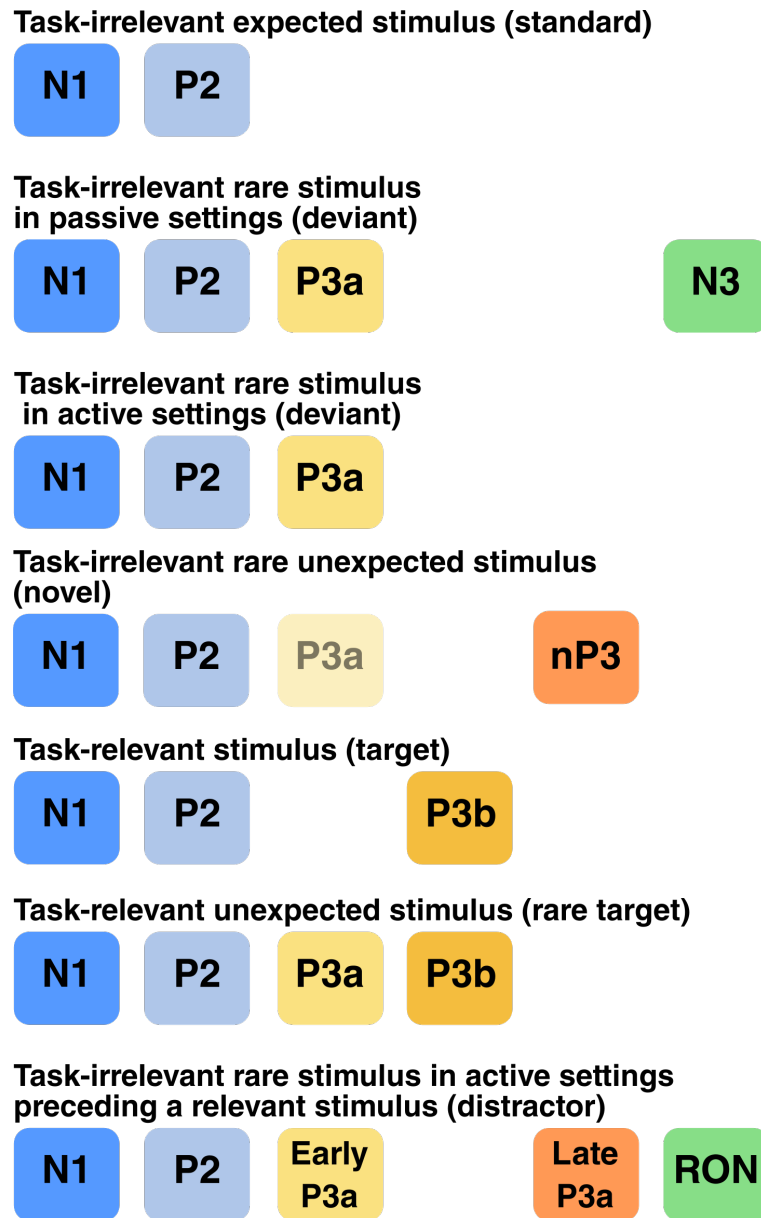 Task-irrelevant expected stimulus (standard)
N1 P2
Task-irrelevant rare stimulus
in passive settings (deviant)
N1 P2 P3a N3
Task-irrelevant rare stimulus
in active settings (deviant)
N1 P2 P3a
Task-irrelevant rare unexpected stimulus
(novel)
N1 P2 P3a nP3
Task-relevant stimulus (target)
N1 P2 P3b
Task-relevant unexpected stimulus (rare target)
N1 P2 P3a P3b
Task-irrelevant rare stimulus in active settings
preceding a relevant stimulus (distractor)
N1 P2 Early P3a Late P3a RON